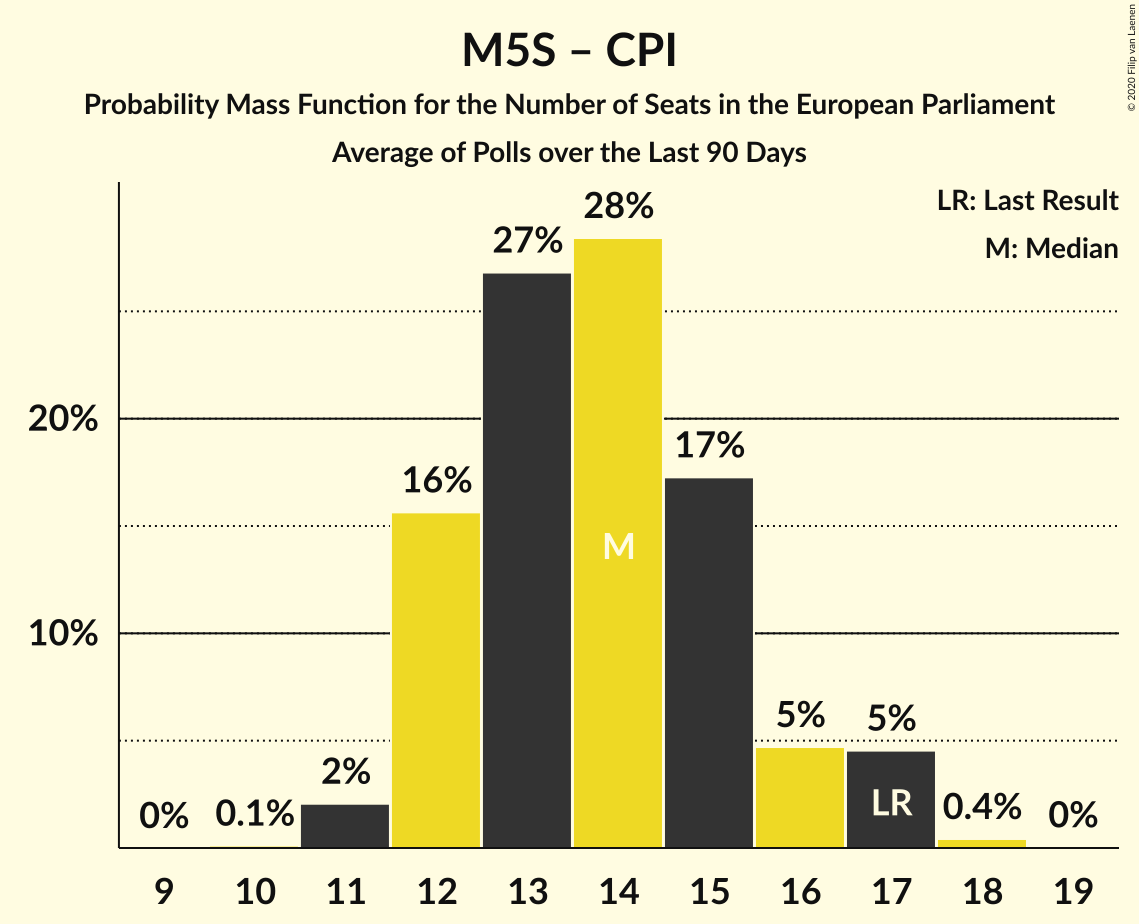 M5S – CPI
Probability Mass Function for the Number of Seats in the European Parliament
Average of Polls over the Last 90 Days
© 2020 Filip van Laenen
LR: Last Result
M: Median
20%
10%
0%
0.1%
2%
16%
27%
28%
17%
5%
5%
0.4%
0%
M
LR
9 10 11 12 13 14 15 16 17 18 19